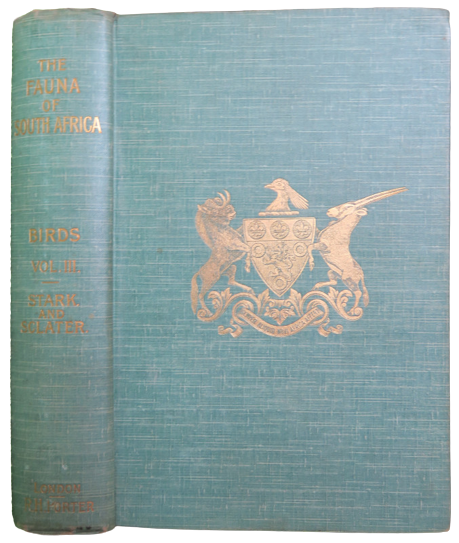 THE
FAUNA
OF
SOUTH AFRICA
BIRDS
VOL. III.
STARK
AND
SCLATER.
LONDON
R.H. PORTER